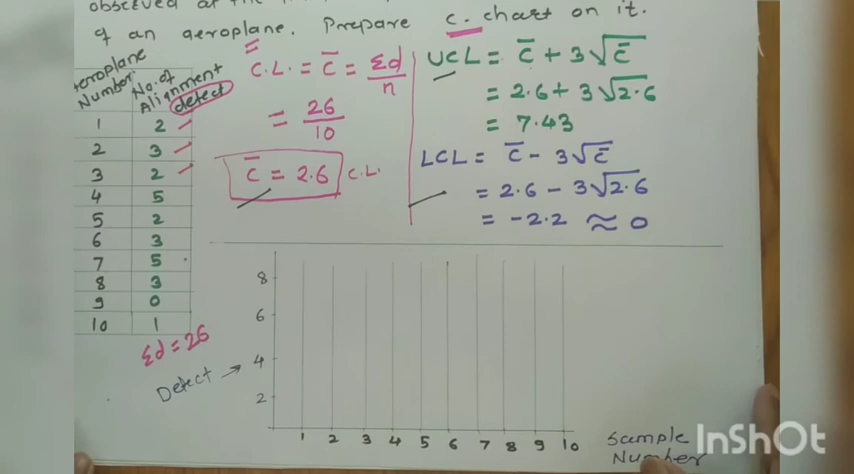 observed at the
of an aeroplane. Prepare c. chart on it.
Aeroplane Number
No. of Alignment defect
1 2
2 3
3 2
4 5
5 2
6 3
7 5
8 3
9 0
10 1
Σd = 26
C.L. = c̄ = Σd / n
= 26 / 10
c̄ = 2.6 C.L.
UCL = c̄ + 3√c̄
= 2.6 + 3√2.6
= 7.43
LCL = c̄ - 3√c̄
= 2.6 - 3√2.6
= -2.2 ≈ 0
8
6
4
2
Defect →
1 2 3 4 5 6 7 8 9 10
Sample Number
InShOt